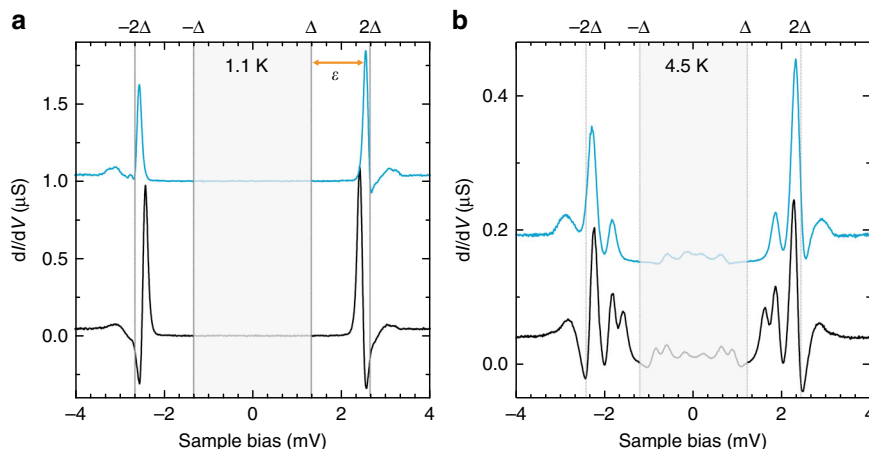 a
−2Δ −Δ Δ 2Δ
1.1 K
ε
1.5
1.0
0.5
0.0
dI/dV (µS)
−4 −2 0 2 4
Sample bias (mV)
b
−2Δ −Δ Δ 2Δ
4.5 K
0.4
0.2
0.0
dI/dV (µS)
−4 −2 0 2 4
Sample bias (mV)